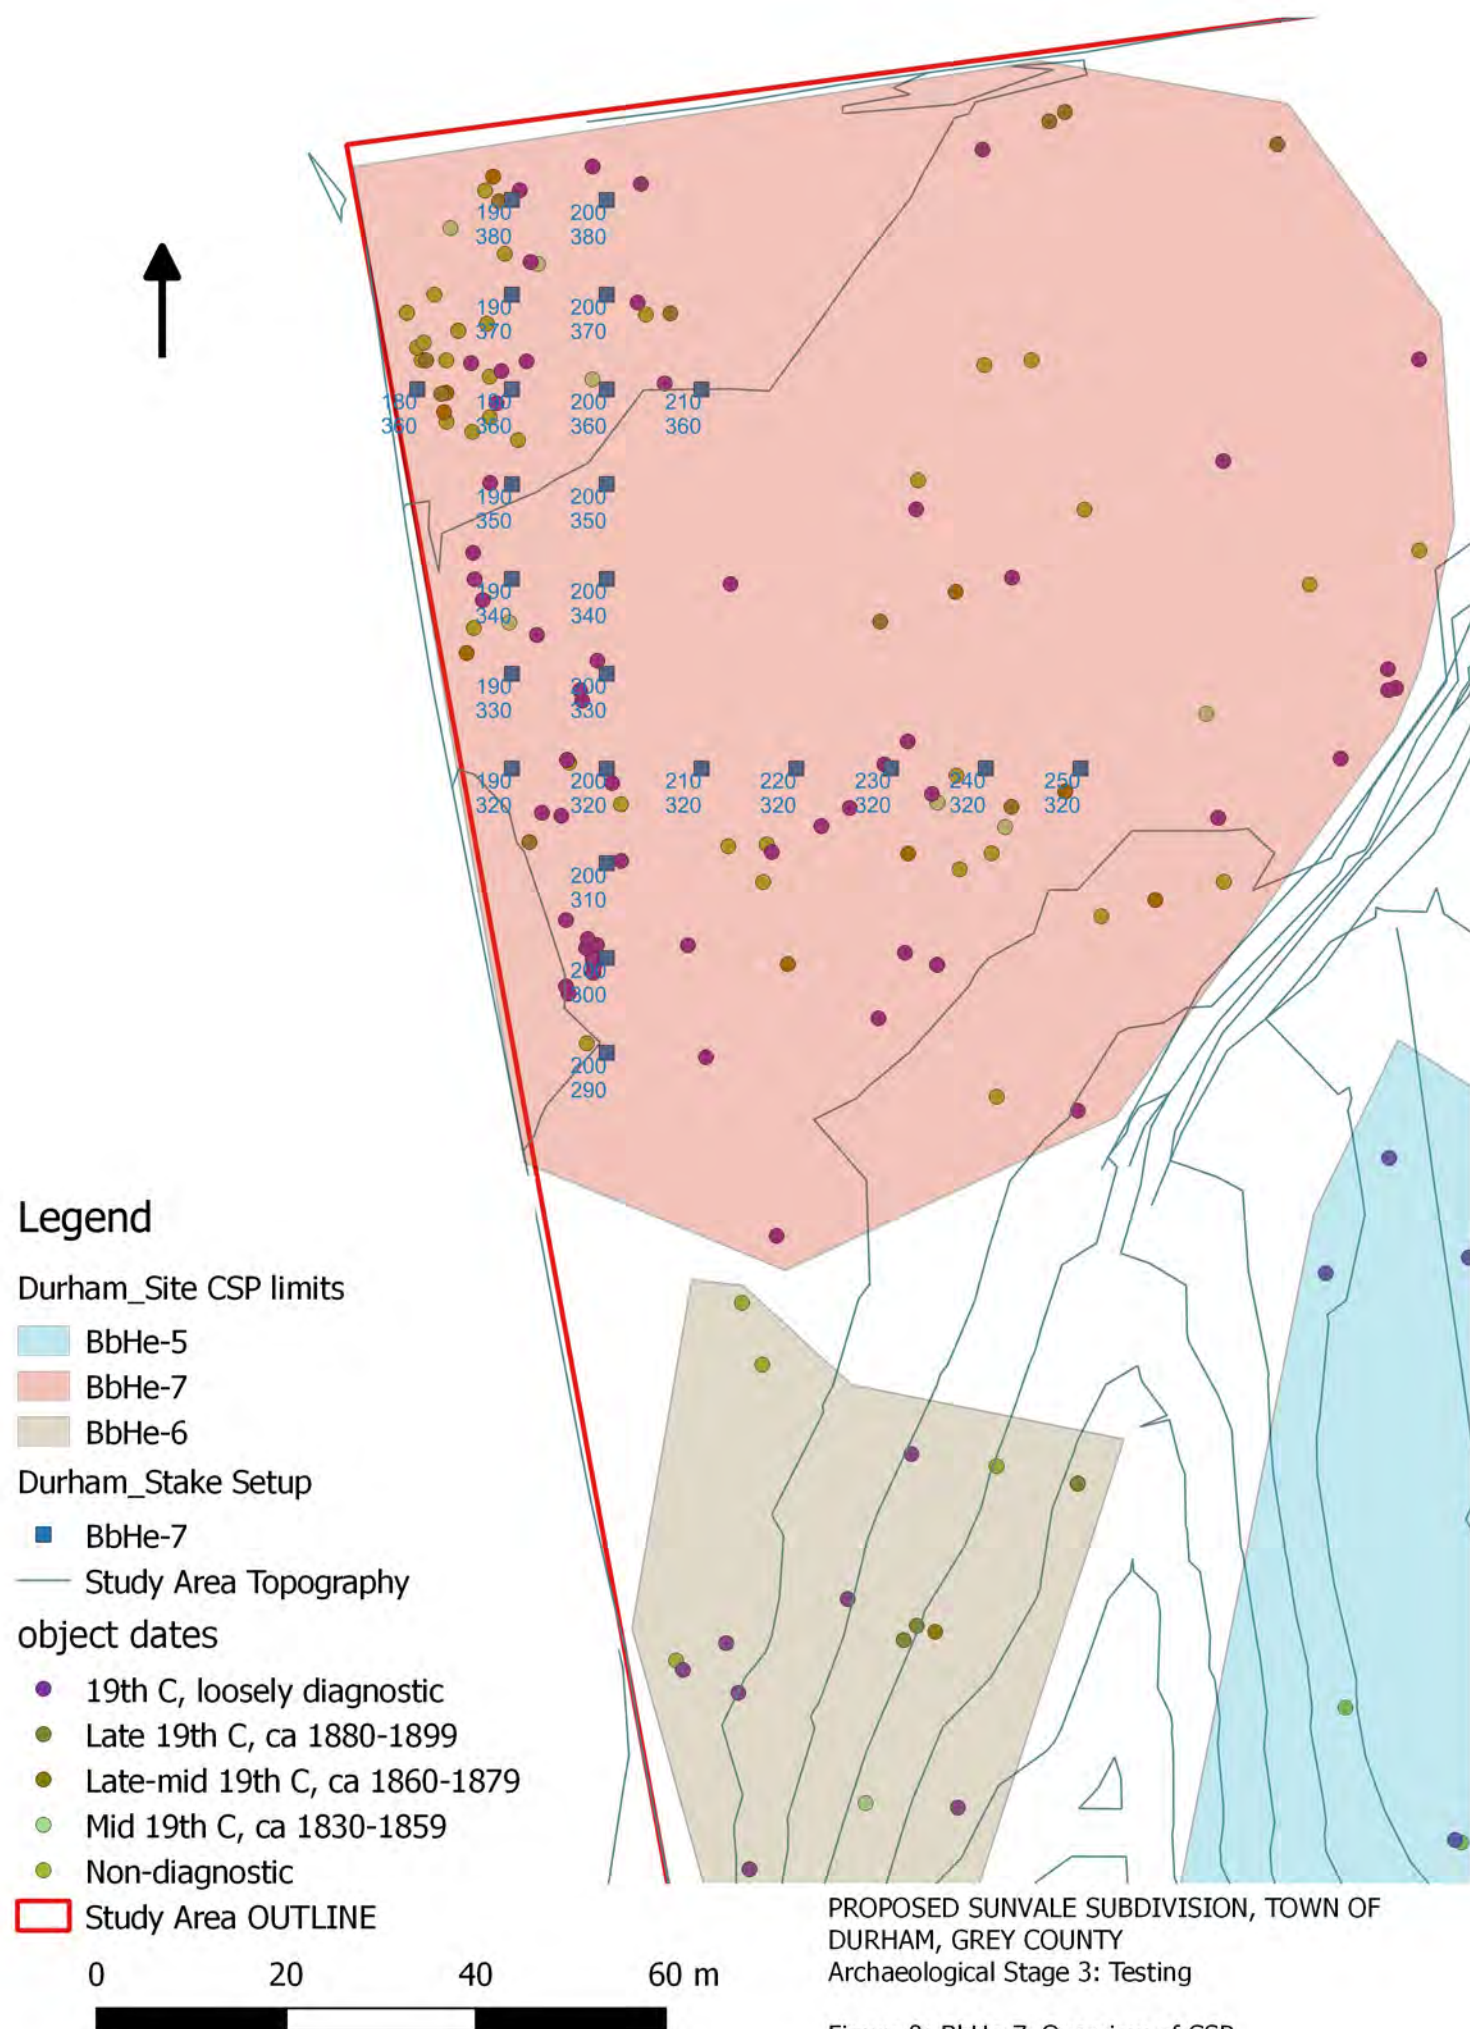 190 200
380 380
190 200
370 370
180 190 200 210
360 360 360 360
190 200
350 350
190 200
340 340
190 200
330 330
190 200 210 220 230 240 250
320 320 320 320 320 320 320
200
310
200
300
200
290
Legend
Durham_Site CSP limits
BbHe-5
BbHe-7
BbHe-6
Durham_Stake Setup
BbHe-7
Study Area Topography
object dates
19th C, loosely diagnostic
Late 19th C, ca 1880-1899
Late-mid 19th C, ca 1860-1879
Mid 19th C, ca 1830-1859
Non-diagnostic
Study Area OUTLINE
0 20 40 60 m
PROPOSED SUNVALE SUBDIVISION, TOWN OF
DURHAM, GREY COUNTY
Archaeological Stage 3: Testing